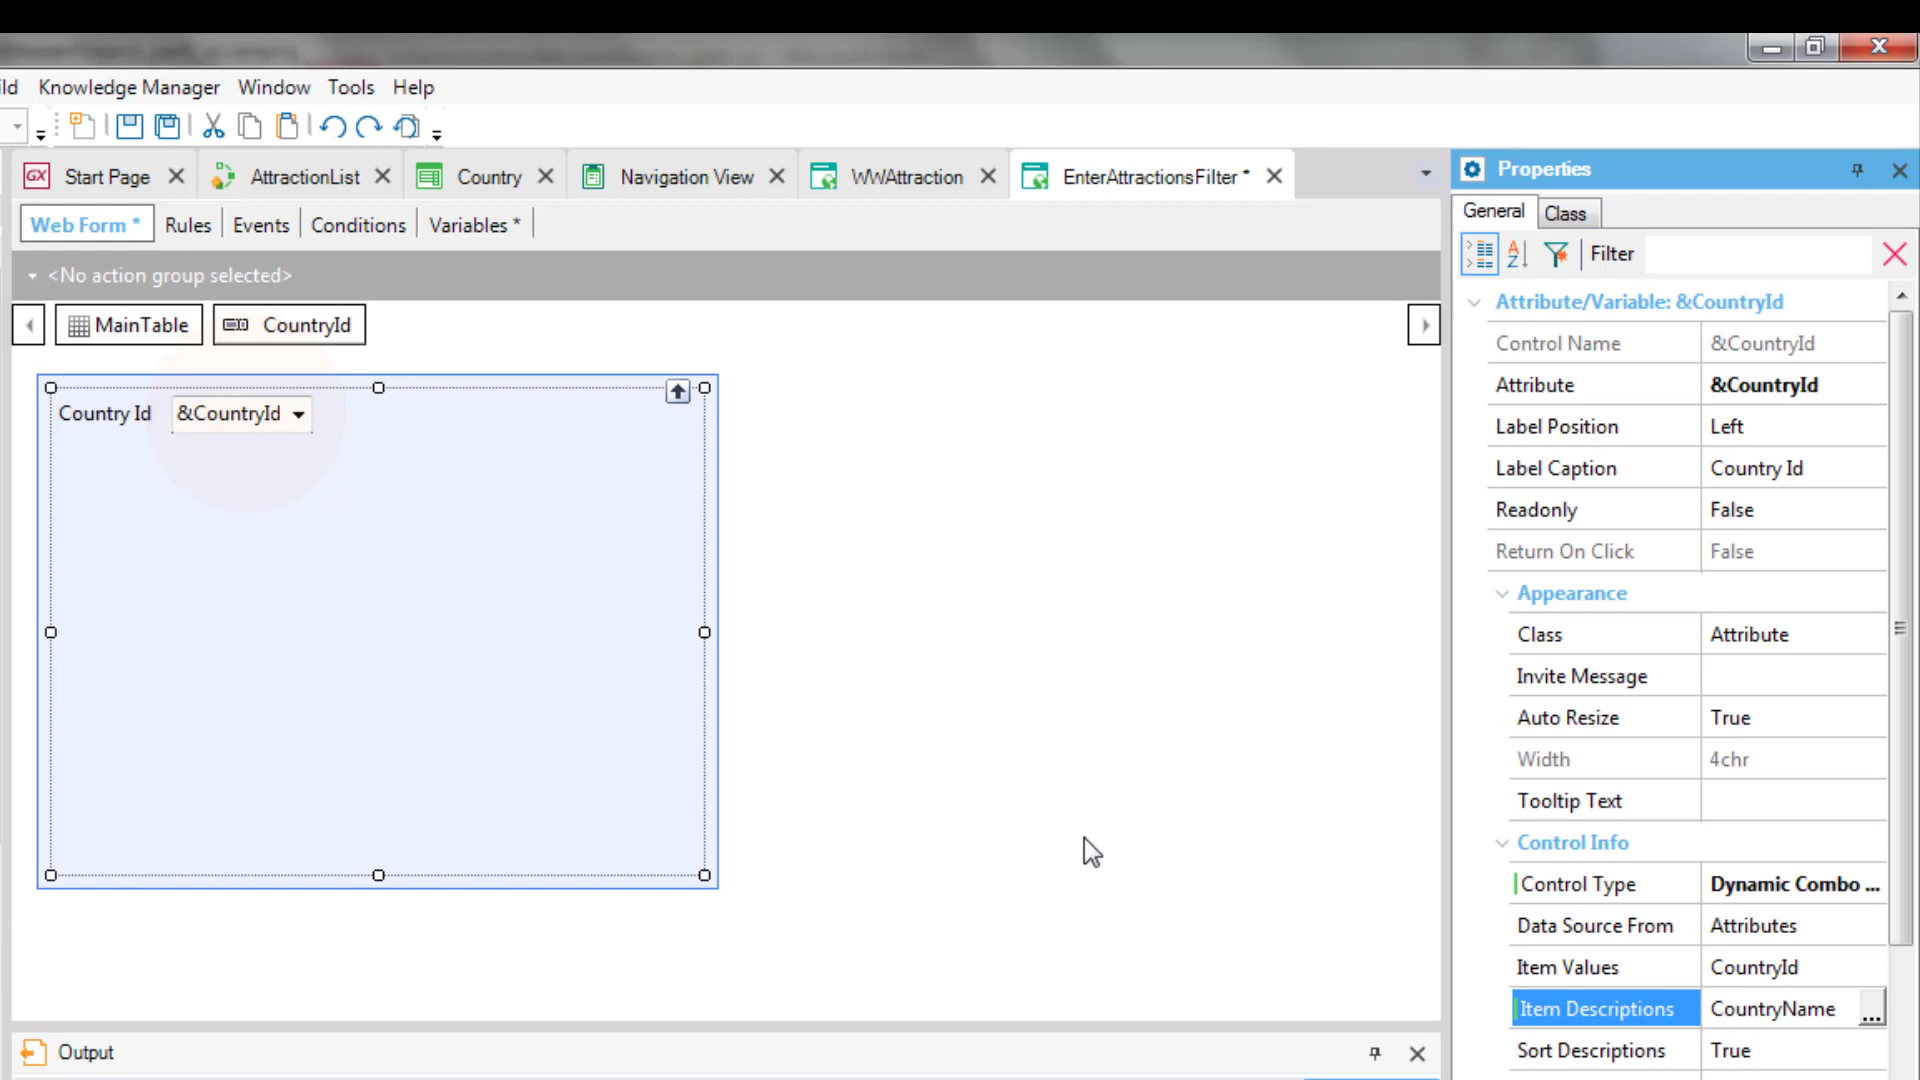 ild Knowledge Manager Window Tools Help
GX Start Page AttractionList Country Navigation View WWAttraction EnterAttractionsFilter *
Web Form * Rules Events Conditions Variables *
<No action group selected>
MainTable CountryId
Country Id &CountryId
Output
Properties
General Class
A Z Filter
Attribute/Variable: &CountryId
Control Name &CountryId
Attribute &CountryId
Label Position Left
Label Caption Country Id
Readonly False
Return On Click False
Appearance
Class Attribute
Invite Message
Auto Resize True
Width 4chr
Tooltip Text
Control Info
Control Type Dynamic Combo ...
Data Source From Attributes
Item Values CountryId
Item Descriptions CountryName ...
Sort Descriptions True